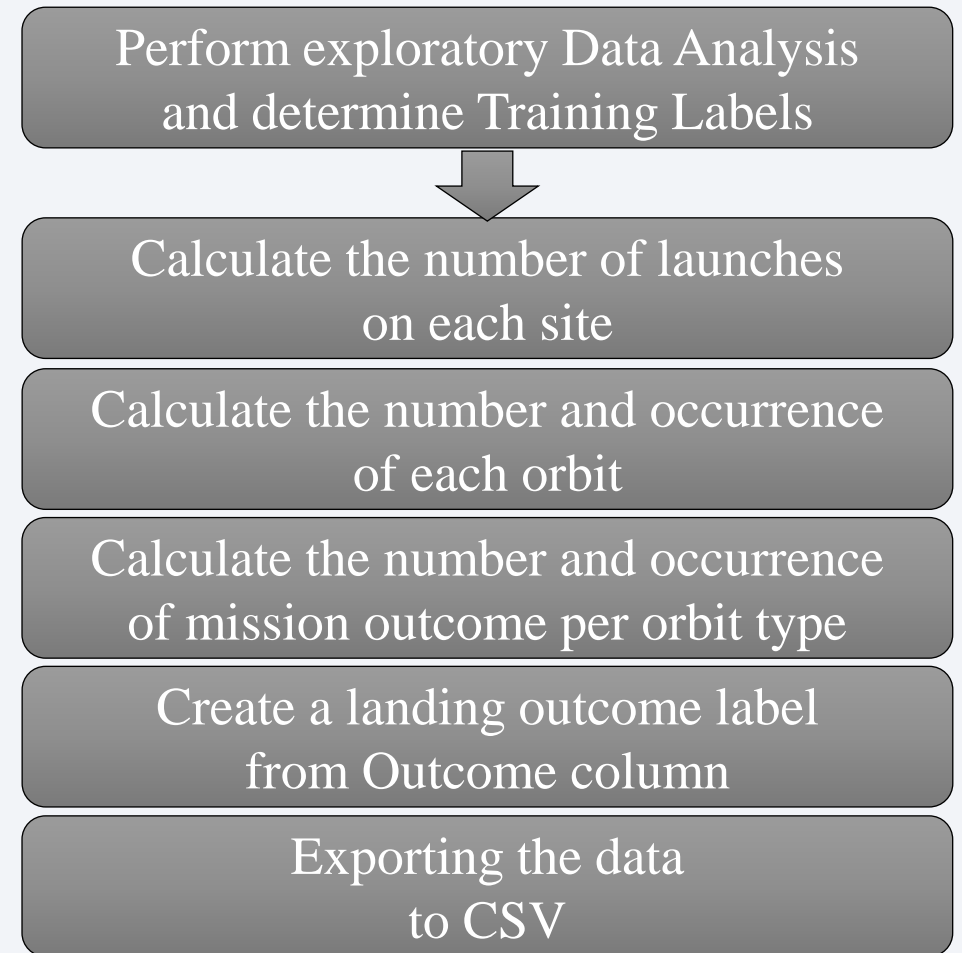 Perform exploratory Data Analysis
and determine Training Labels
Calculate the number of launches
on each site
Calculate the number and occurrence
of each orbit
Calculate the number and occurrence
of mission outcome per orbit type
Create a landing outcome label
from Outcome column
Exporting the data
to CSV